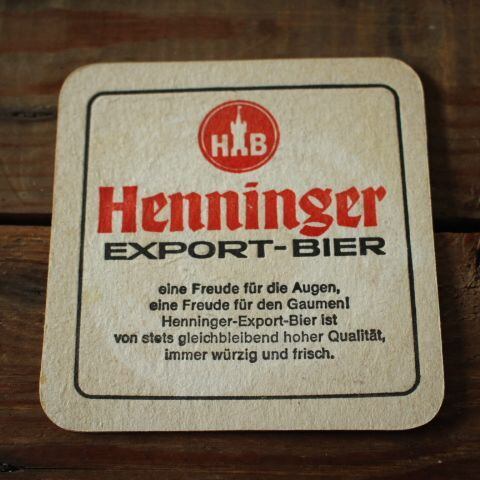 HB
Henninger
EXPORT-BIER
eine Freude für die Augen,
eine Freude für den Gaumen!
Henninger-Export-Bier ist
von stets gleichbleibend hoher Qualität,
immer würzig und frisch.